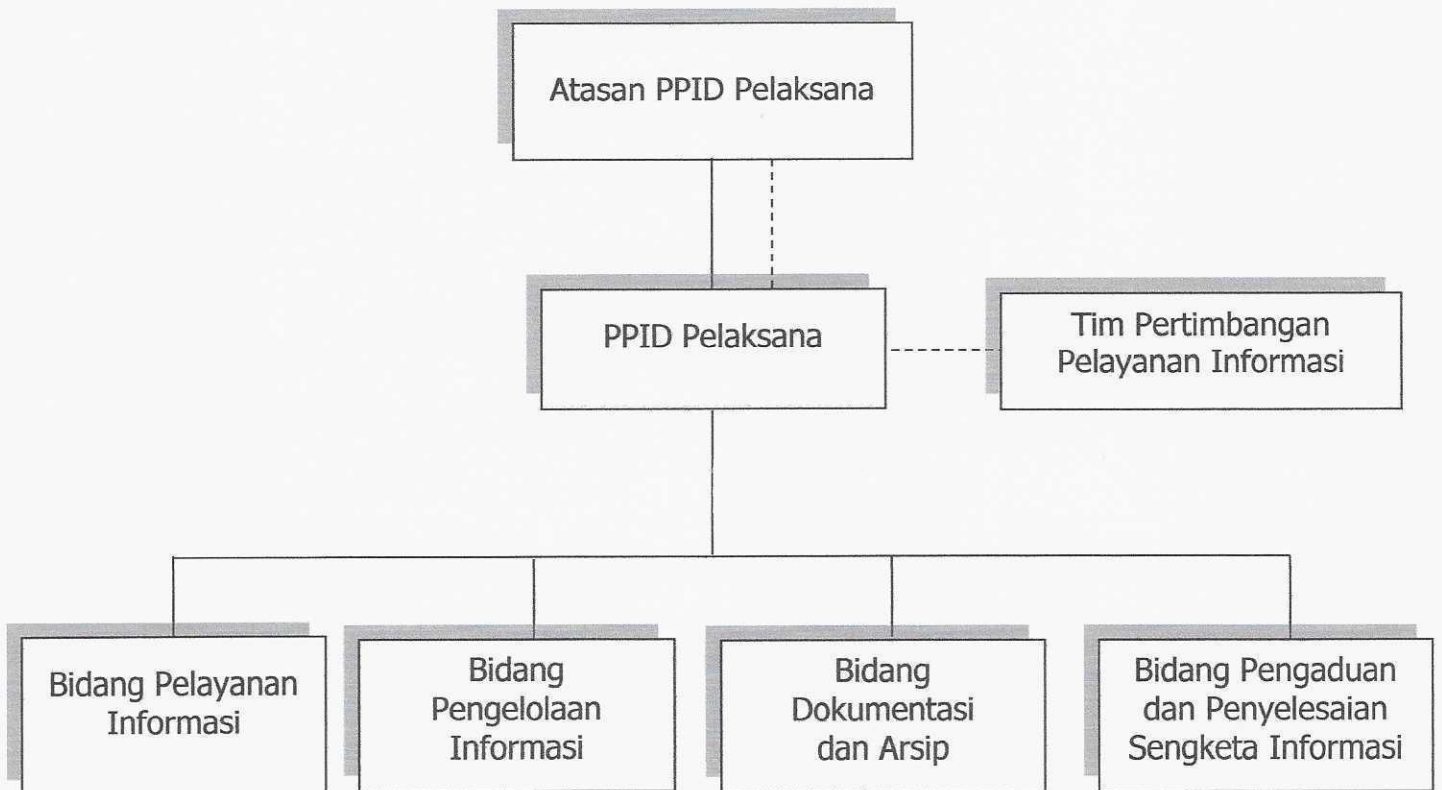 Atasan PPID Pelaksana
PPID Pelaksana
Tim Pertimbangan
Pelayanan Informasi
Bidang Pelayanan
Informasi
Bidang
Pengelolaan
Informasi
Bidang
Dokumentasi
dan Arsip
Bidang Pengaduan
dan Penyelesaian
Sengketa Informasi